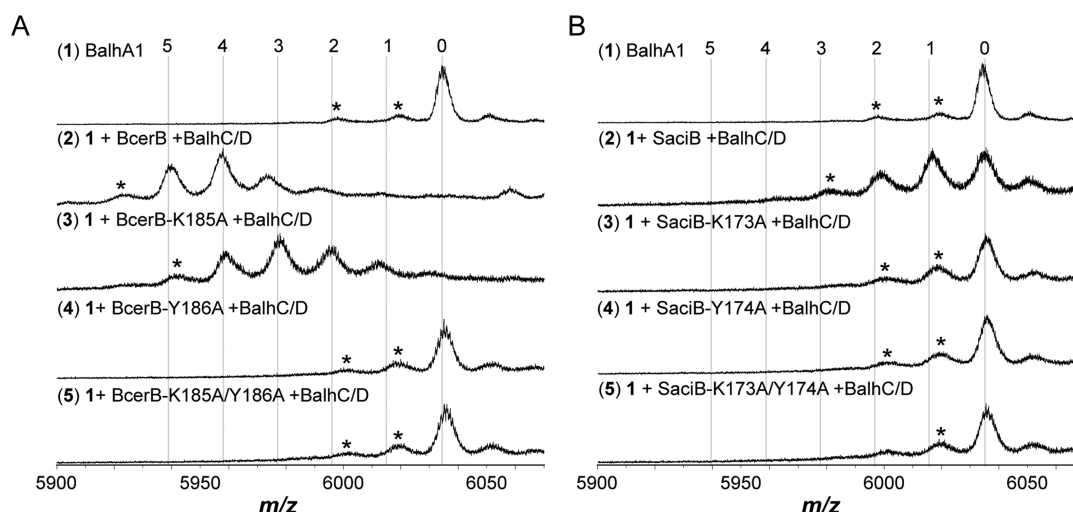 A
(1) BalhA1
5 4 3 2 1 0
* *
(2) 1 + BcerB +BalhC/D
*
(3) 1 + BcerB-K185A +BalhC/D
*
(4) 1+ BcerB-Y186A +BalhC/D
* *
(5) 1+ BcerB-K185A/Y186A +BalhC/D
* *
5900 5950 6000 6050
m/z
B
(1) BalhA1
5 4 3 2 1 0
* *
(2) 1+ SaciB +BalhC/D
*
(3) 1 + SaciB-K173A +BalhC/D
* *
(4) 1 + SaciB-Y174A +BalhC/D
* *
(5) 1 + SaciB-K173A/Y174A +BalhC/D
*
5900 5950 6000 6050
m/z